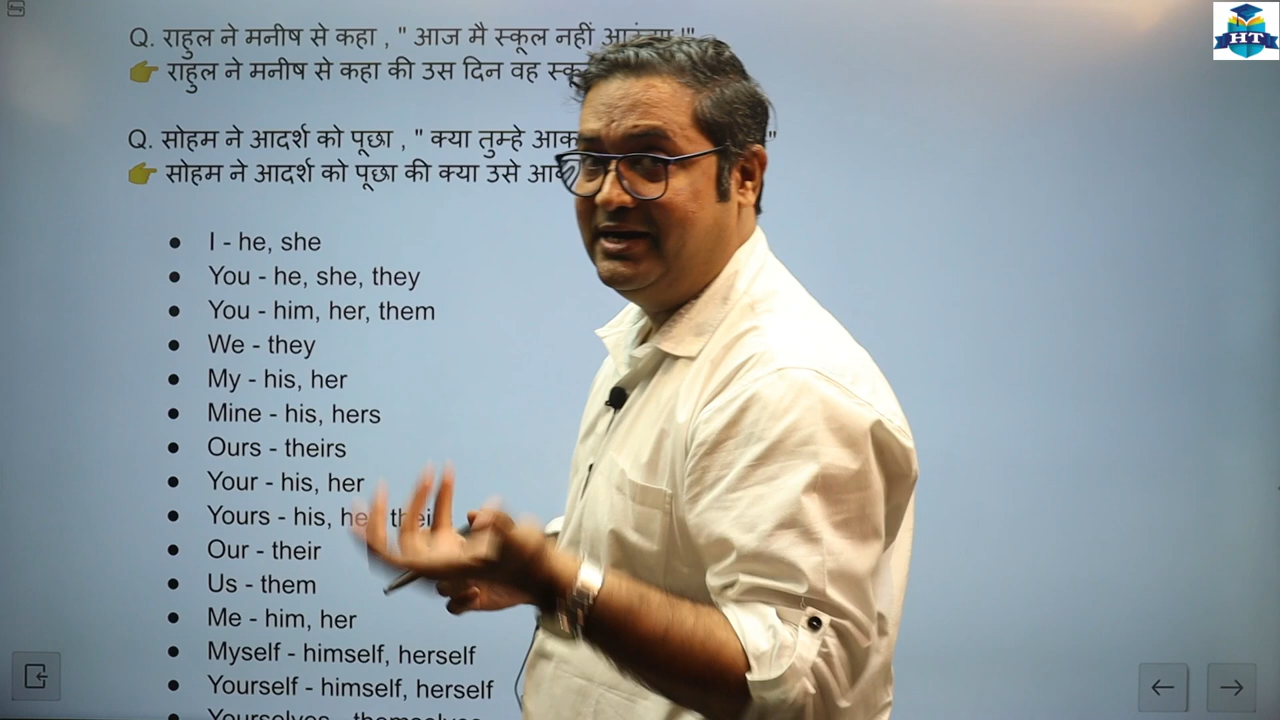 HT
Q. राहुल ने मनीष से कहा , " आज मै स्कूल नहीं
👉 राहुल ने मनीष से कहा की उस दिन वह
Q. सोहम ने आदर्श को पूछा , " क्या तुम्हे "
👉 सोहम ने आदर्श को पूछा की क्या उसे
● I - he, she
● You - he, she, they
● You - him, her, them
● We - they
● My - his, her
● Mine - his, hers
● Ours - theirs
● Your - his, her
● Yours - his,
● Our - their
● Us - them
● Me - him, her
● Myself - himself, herself
● Yourself - himself, herself
● Yourselves - themselves